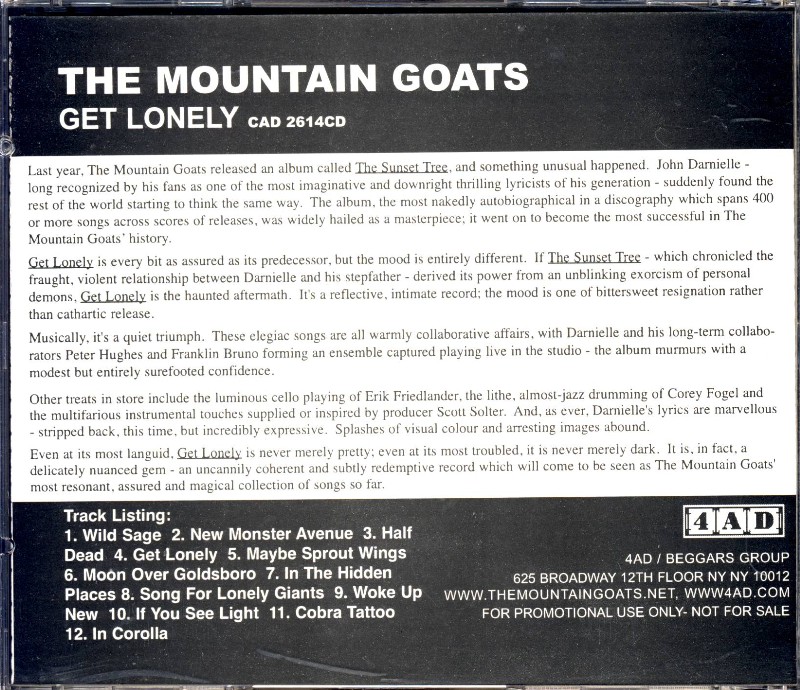 THE MOUNTAIN GOATS
GET LONELY CAD 2614CD
Last year, The Mountain Goats released an album called The Sunset Tree, and something unusual happened. John Darnielle -
long recognized by his fans as one of the most imaginative and downright thrilling lyricists of his generation - suddenly found the
rest of the world starting to think the same way. The album, the most nakedly autobiographical in a discography which spans 400
or more songs across scores of releases, was widely hailed as a masterpiece; it went on to become the most successful in The
Mountain Goats' history.
Get Lonely is every bit as assured as its predecessor, but the mood is entirely different. If The Sunset Tree - which chronicled the
fraught, violent relationship between Darnielle and his stepfather - derived its power from an unblinking exorcism of personal
demons, Get Lonely is the haunted aftermath. It's a reflective, intimate record; the mood is one of bittersweet resignation rather
than cathartic release.
Musically, it's a quiet triumph. These elegiac songs are all warmly collaborative affairs, with Darnielle and his long-term collabo-
rators Peter Hughes and Franklin Bruno forming an ensemble captured playing live in the studio - the album murmurs with a
modest but entirely surefooted confidence.
Other treats in store include the luminous cello playing of Erik Friedlander, the lithe, almost-jazz drumming of Corey Fogel and
the multifarious instrumental touches supplied or inspired by producer Scott Solter. And, as ever, Darnielle's lyrics are marvellous
- stripped back, this time, but incredibly expressive. Splashes of visual colour and arresting images abound.
Even at its most languid, Get Lonely is never merely pretty; even at its most troubled, it is never merely dark. It is, in fact, a
delicately nuanced gem - an uncannily coherent and subtly redemptive record which will come to be seen as The Mountain Goats'
most resonant, assured and magical collection of songs so far.
Track Listing:
1. Wild Sage 2. New Monster Avenue 3. Half
Dead 4. Get Lonely 5. Maybe Sprout Wings
6. Moon Over Goldsboro 7. In The Hidden
Places 8. Song For Lonely Giants 9. Woke Up
New 10. If You See Light 11. Cobra Tattoo
12. In Corolla
4AD
4AD / BEGGARS GROUP
625 BROADWAY 12TH FLOOR NY NY 10012
WWW.THEMOUNTAINGOATS.NET, WWW4AD.COM
FOR PROMOTIONAL USE ONLY- NOT FOR SALE